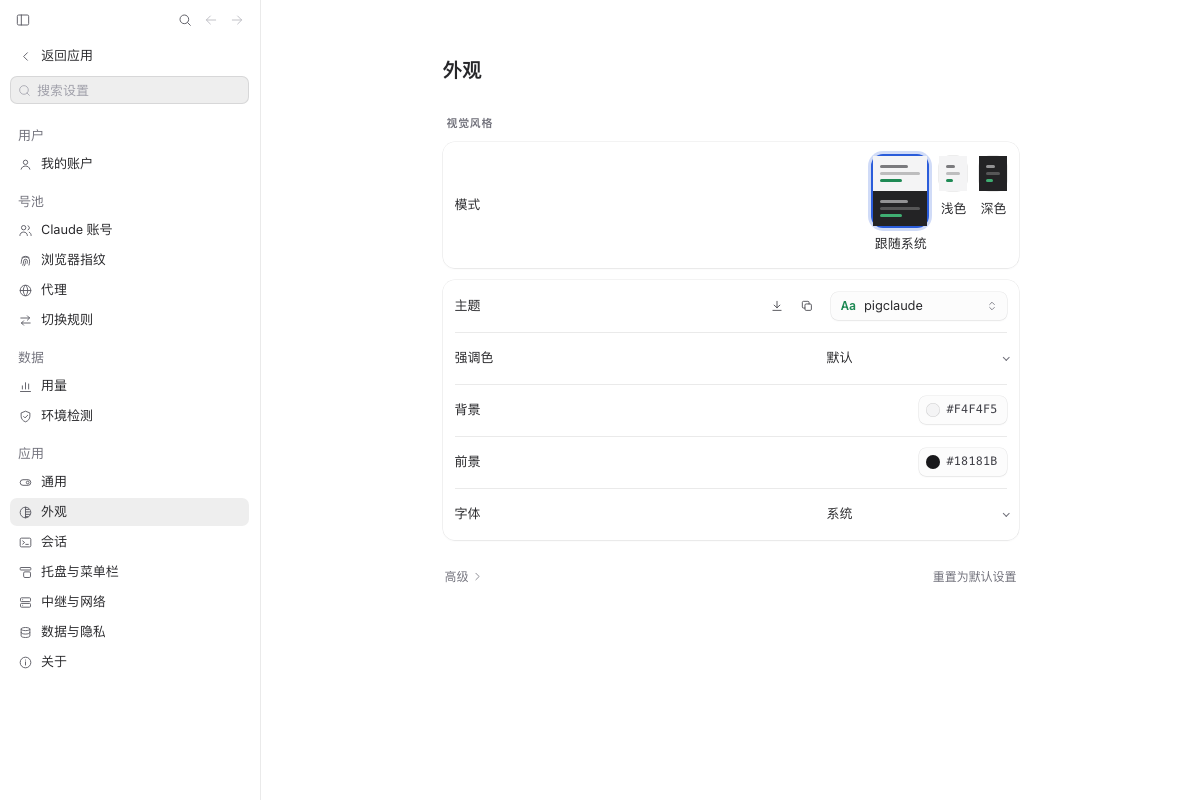 返回应用
搜索设置
用户
我的账户
号池
Claude 账号
浏览器指纹
代理
切换规则
数据
用量
环境检测
应用
通用
外观
会话
托盘与菜单栏
中继与网络
数据与隐私
关于
外观
视觉风格
模式
跟随系统
浅色
深色
主题
Aa pigclaude
强调色
默认
背景
#F4F4F5
前景
#18181B
字体
系统
高级
重置为默认设置